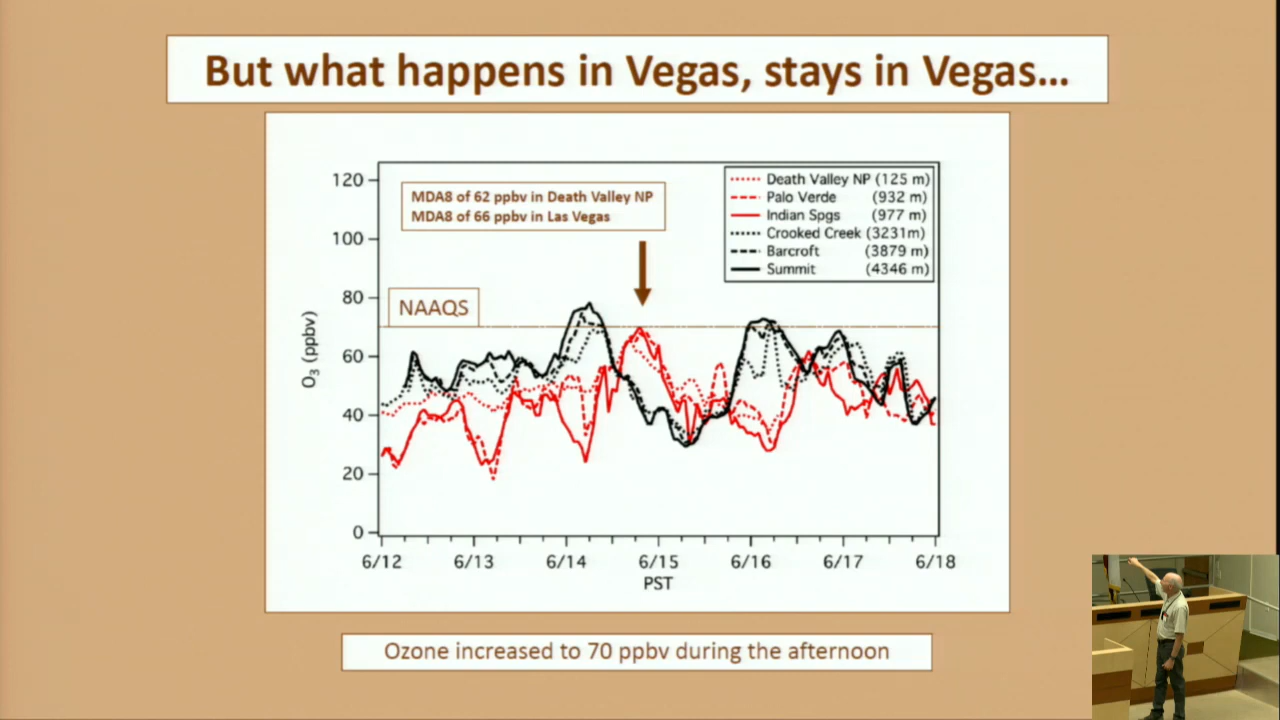 But what happens in Vegas, stays in Vegas...
MDA8 of 62 ppbv in Death Valley NP
MDA8 of 66 ppbv in Las Vegas
NAAQS
Death Valley NP (125 m)
Palo Verde (932 m)
Indian Spgs (977 m)
Crooked Creek (3231m)
Barcroft (3879 m)
Summit (4346 m)
O3 (ppbv)
120
100
80
60
40
20
0
6/12 6/13 6/14 6/15 6/16 6/17 6/18
PST
Ozone increased to 70 ppbv during the afternoon